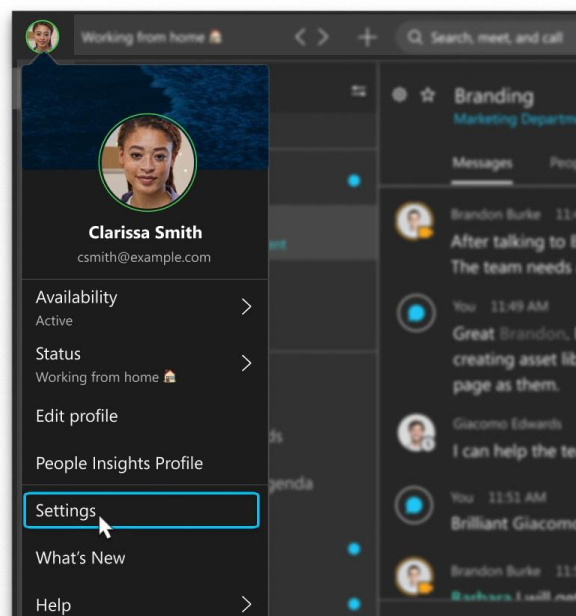 Working from home 🏠
Search, meet, and call
Branding
Marketing
Messages
Clarissa Smith
csmith@example.com
Availability
Active
Status
Working from home 🏠
Edit profile
People Insights Profile
Settings
What's New
Help
Brandon Burke
After talking to
The team needs
You 11:49 AM
Great Brandon.
creating asset
page as them.
Giacomo Edwards
I can help the
You 11:51 AM
Brilliant Giacomo
Brandon Burke
Barbara I will